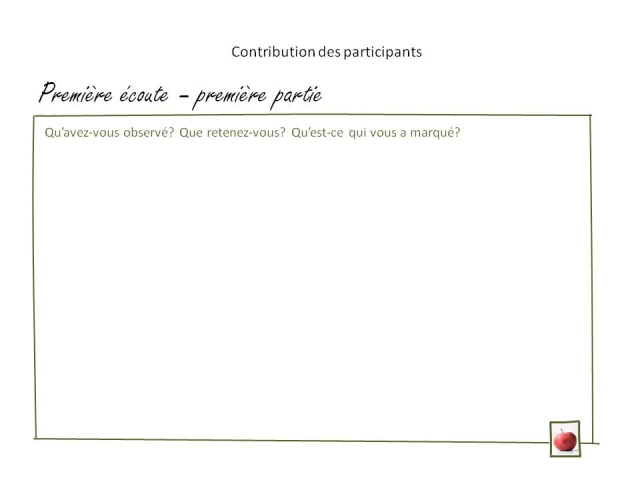 Contribution des participants
Première écoute – première partie
Qu'avez-vous observé? Que retenez-vous? Qu'est-ce qui vous a marqué?